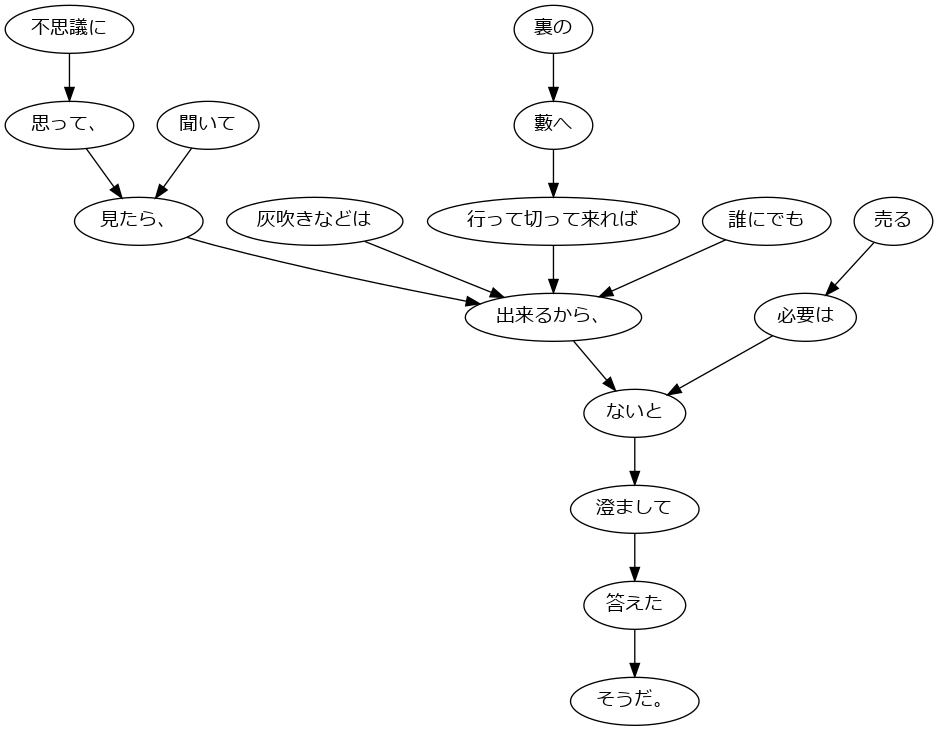 不思議に
裏の
思って、
聞いて
藪へ
見たら、
灰吹きなどは
行って切って来れば
誰にでも
売る
出来るから、
必要は
ないと
澄まして
答えた
そうだ。